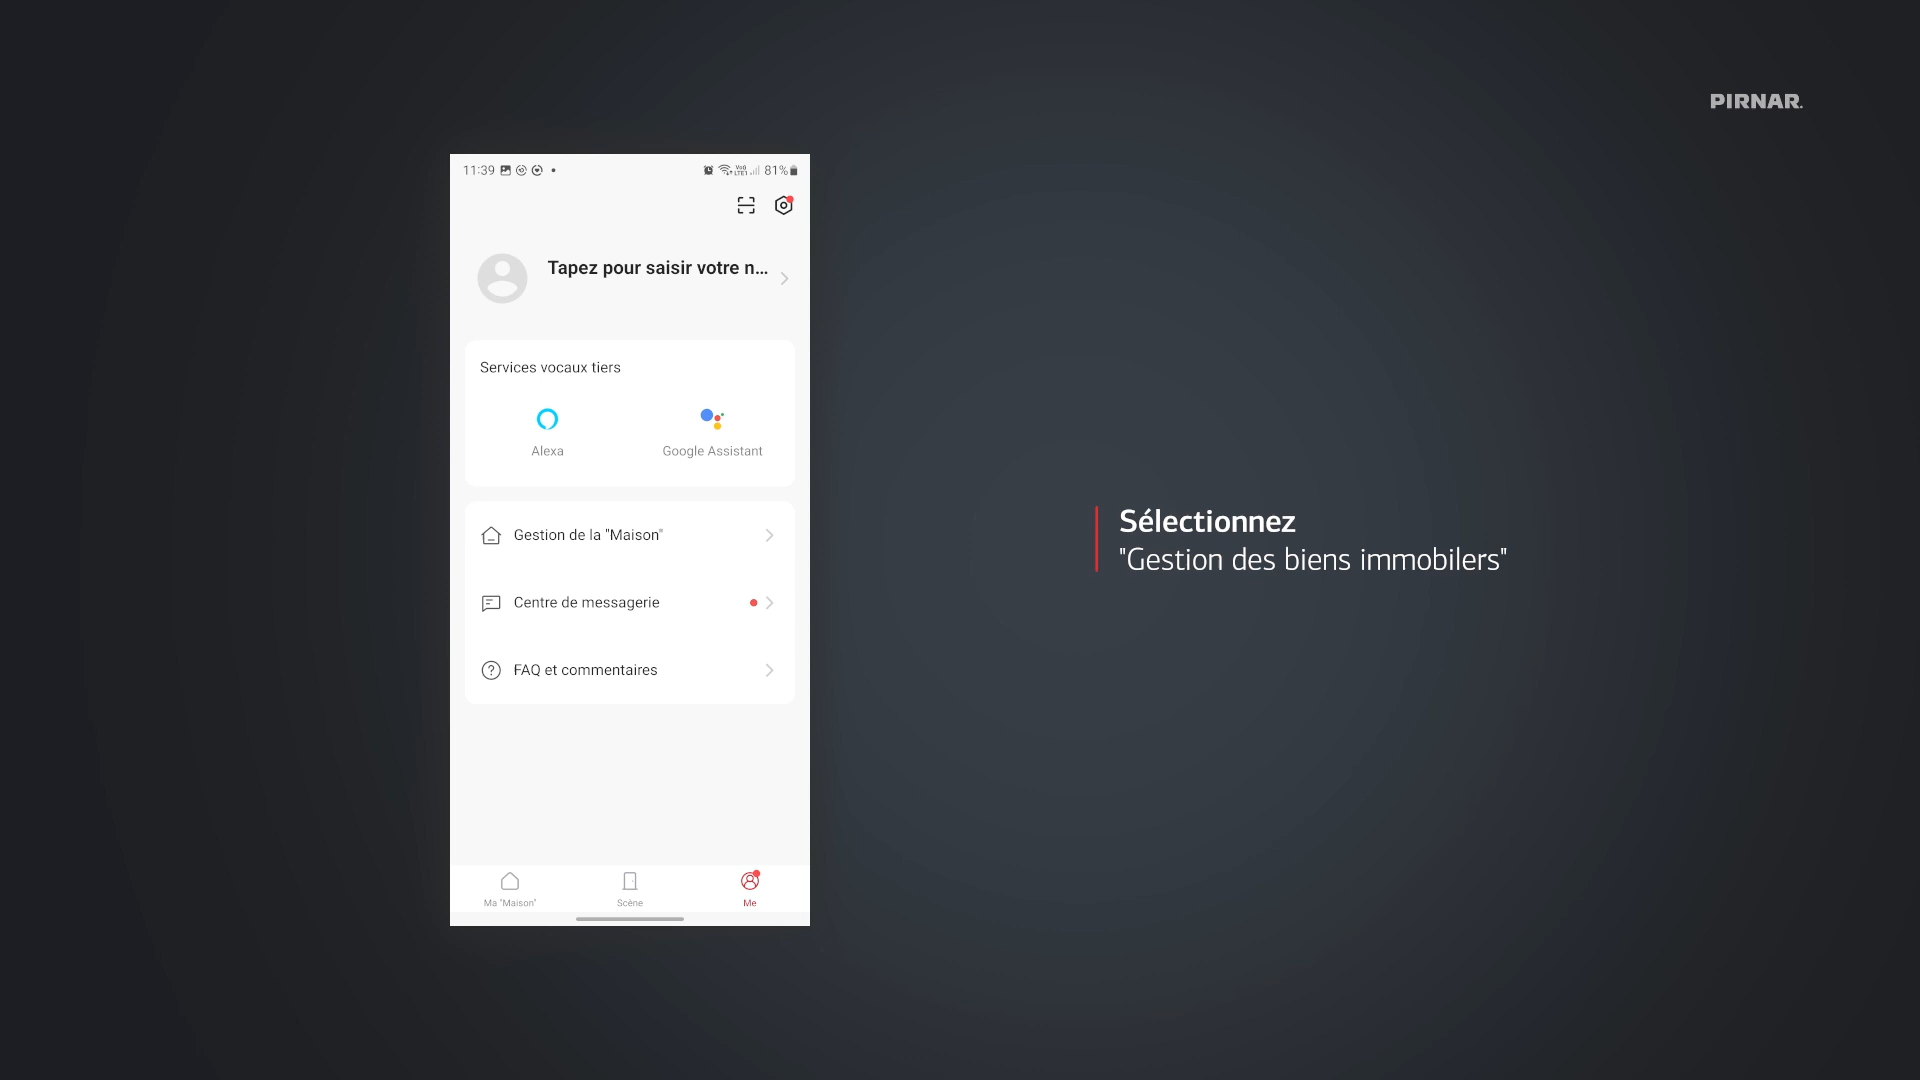 PIRNAR.
11:39
81%
Tapez pour saisir votre n...
Services vocaux tiers
Alexa
Google Assistant
Gestion de la "Maison"
Centre de messagerie
FAQ et commentaires
Ma "Maison"
Scène
Me
Sélectionnez
"Gestion des biens immobilers"